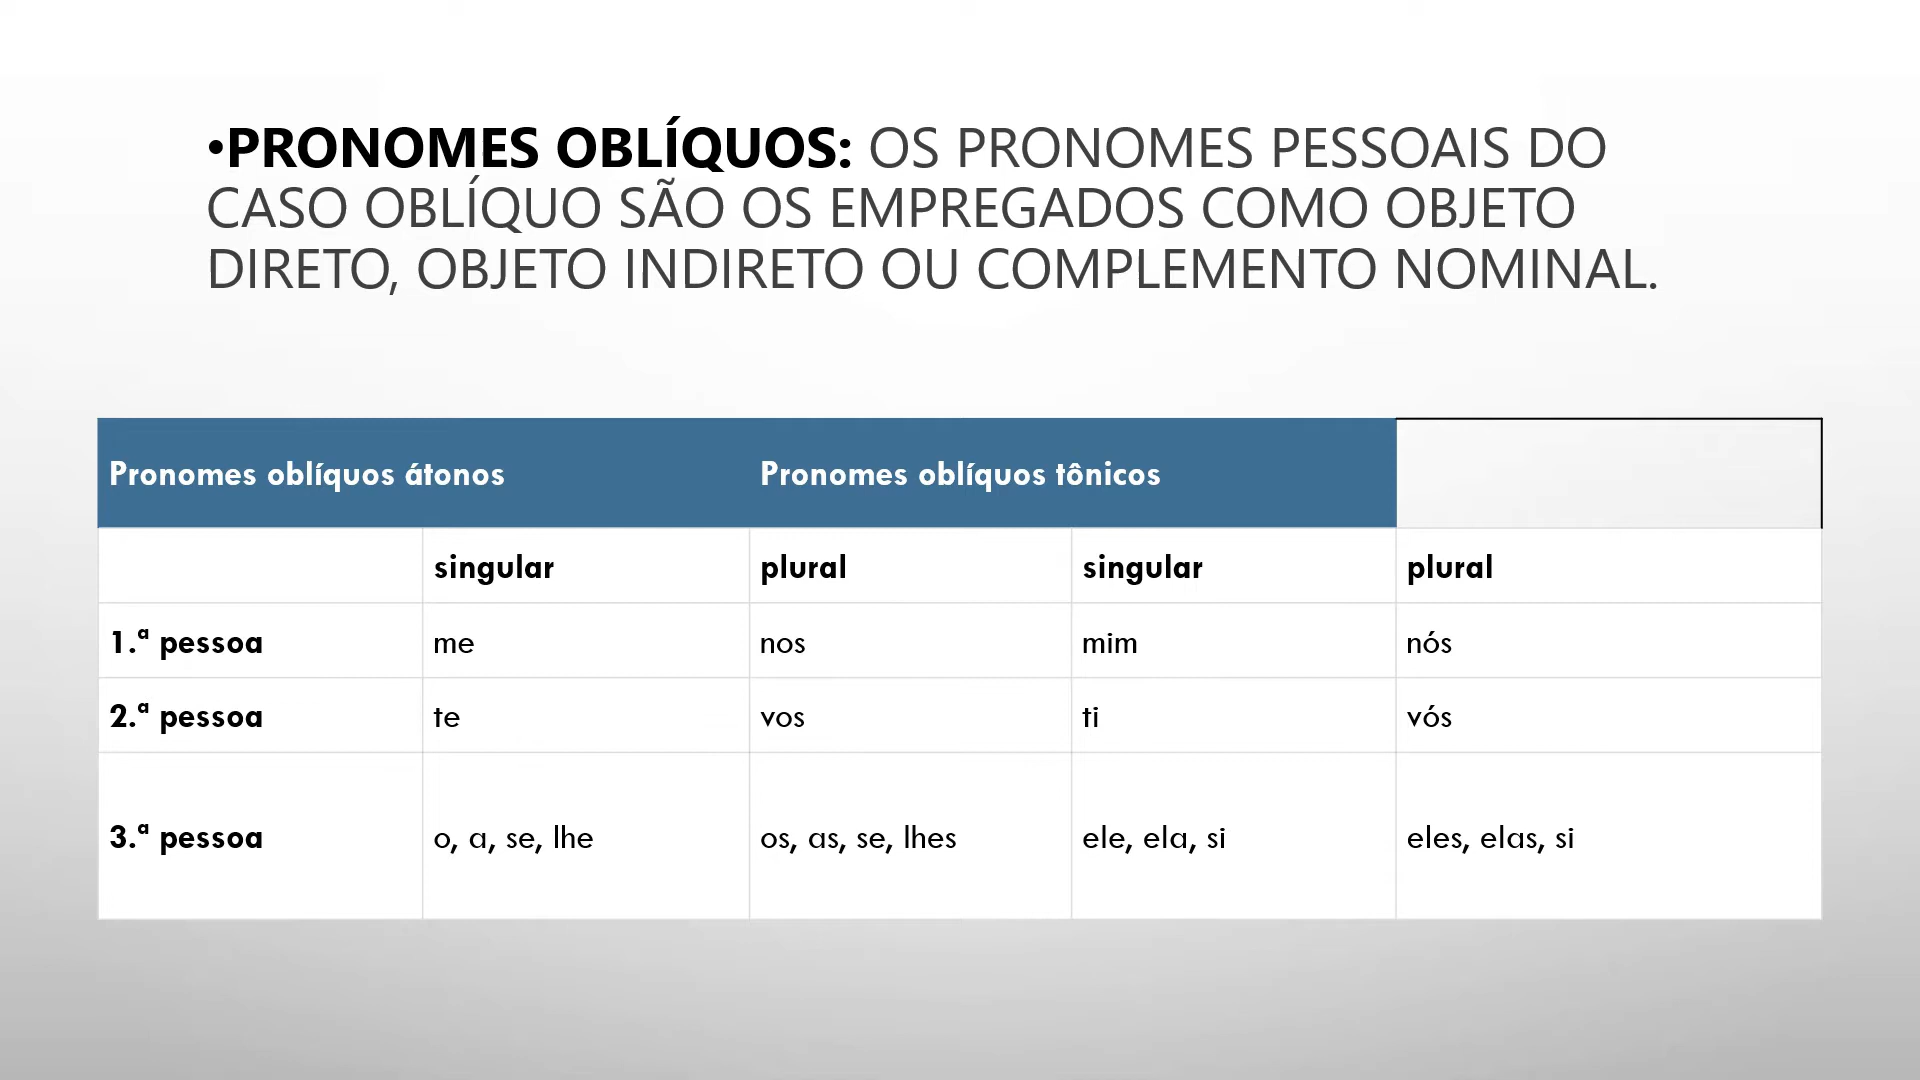 •PRONOMES OBLÍQUOS: OS PRONOMES PESSOAIS DO
CASO OBLÍQUO SÃO OS EMPREGADOS COMO OBJETO
DIRETO, OBJETO INDIRETO OU COMPLEMENTO NOMINAL.
Pronomes oblíquos átonos Pronomes oblíquos tônicos
singular plural singular plural
1.ª pessoa me nos mim nós
2.ª pessoa te vos ti vós
3.ª pessoa o, a, se, lhe os, as, se, lhes ele, ela, si eles, elas, si